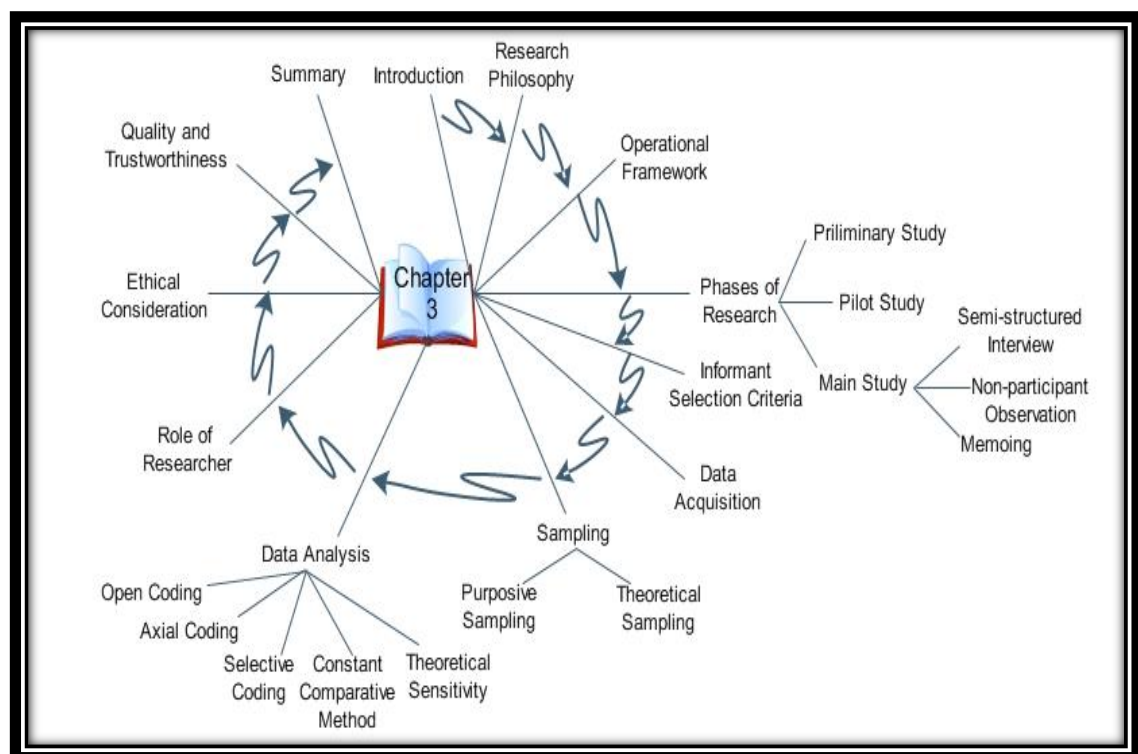 Chapter
3
Introduction
Research
Philosophy
Operational
Framework
Phases of
Research
Priliminary Study
Pilot Study
Main Study
Semi-structured
Interview
Non-participant
Observation
Memoing
Informant
Selection Criteria
Data
Acquisition
Sampling
Purposive
Sampling
Theoretical
Sampling
Data Analysis
Open Coding
Axial Coding
Selective
Coding
Constant
Comparative
Method
Theoretical
Sensitivity
Role of
Researcher
Ethical
Consideration
Quality and
Trustworthiness
Summary